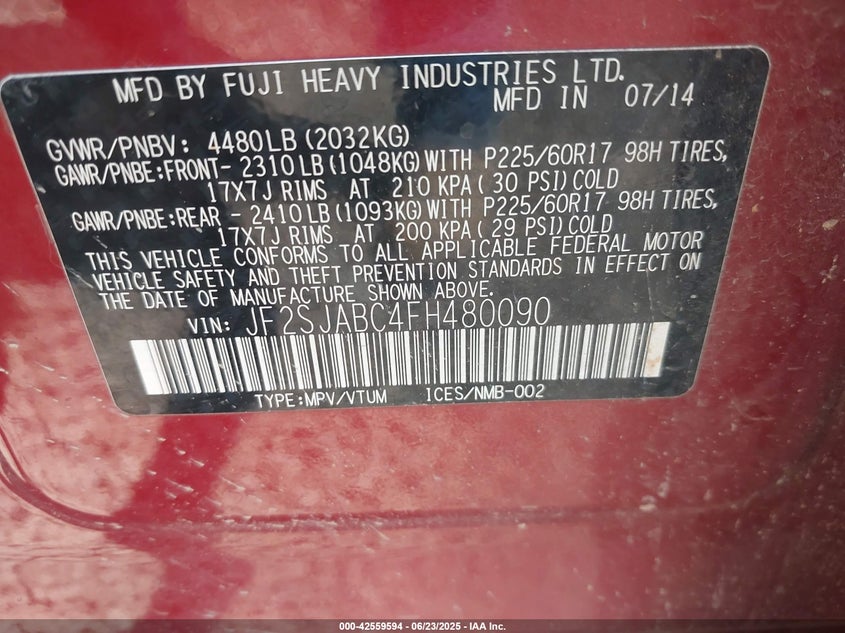 MFD BY FUJI HEAVY INDUSTRIES LTD.
MFD IN 07/14
GVWR/PNBV: 4480LB (2032KG)
GAWR/PNBE:FRONT- 2310LB (1048KG) WITH P225/60R17 98H TIRES,
17X7J RIMS AT 210 KPA ( 30 PSI) COLD
GAWR/PNBE:REAR - 2410LB (1093KG) WITH P225/60R17 98H TIRES,
17X7J RIMS AT 200 KPA ( 29 PSI) COLD
THIS VEHICLE CONFORMS TO ALL APPLICABLE FEDERAL MOTOR
VEHICLE SAFETY AND THEFT PREVENTION STANDARDS IN EFFECT ON
THE DATE OF MANUFACTURE SHOWN ABOVE.
VIN: JF2SJABC4FH480090
TYPE:MPV/VTUM ICES/NMB-002
000-42559594 - 06/23/2025 - IAA Inc.